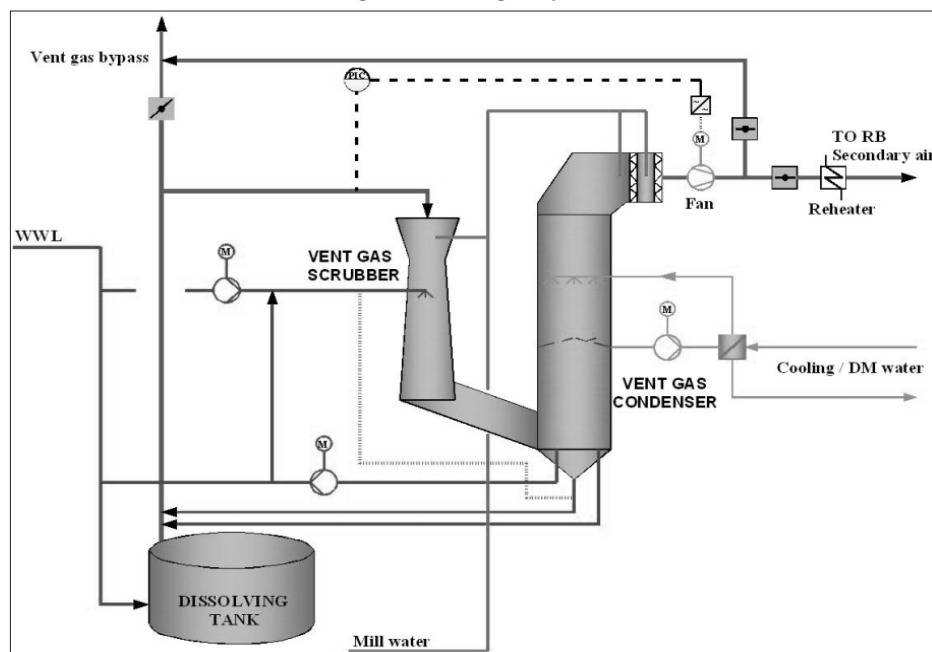 Vent gas bypass
PIC
~
~
M
TO RB
Secondary air
Fan
Reheater
WWL
M
VENT GAS
SCRUBBER
M
Cooling / DM water
VENT GAS
CONDENSER
M
DISSOLVING
TANK
Mill water